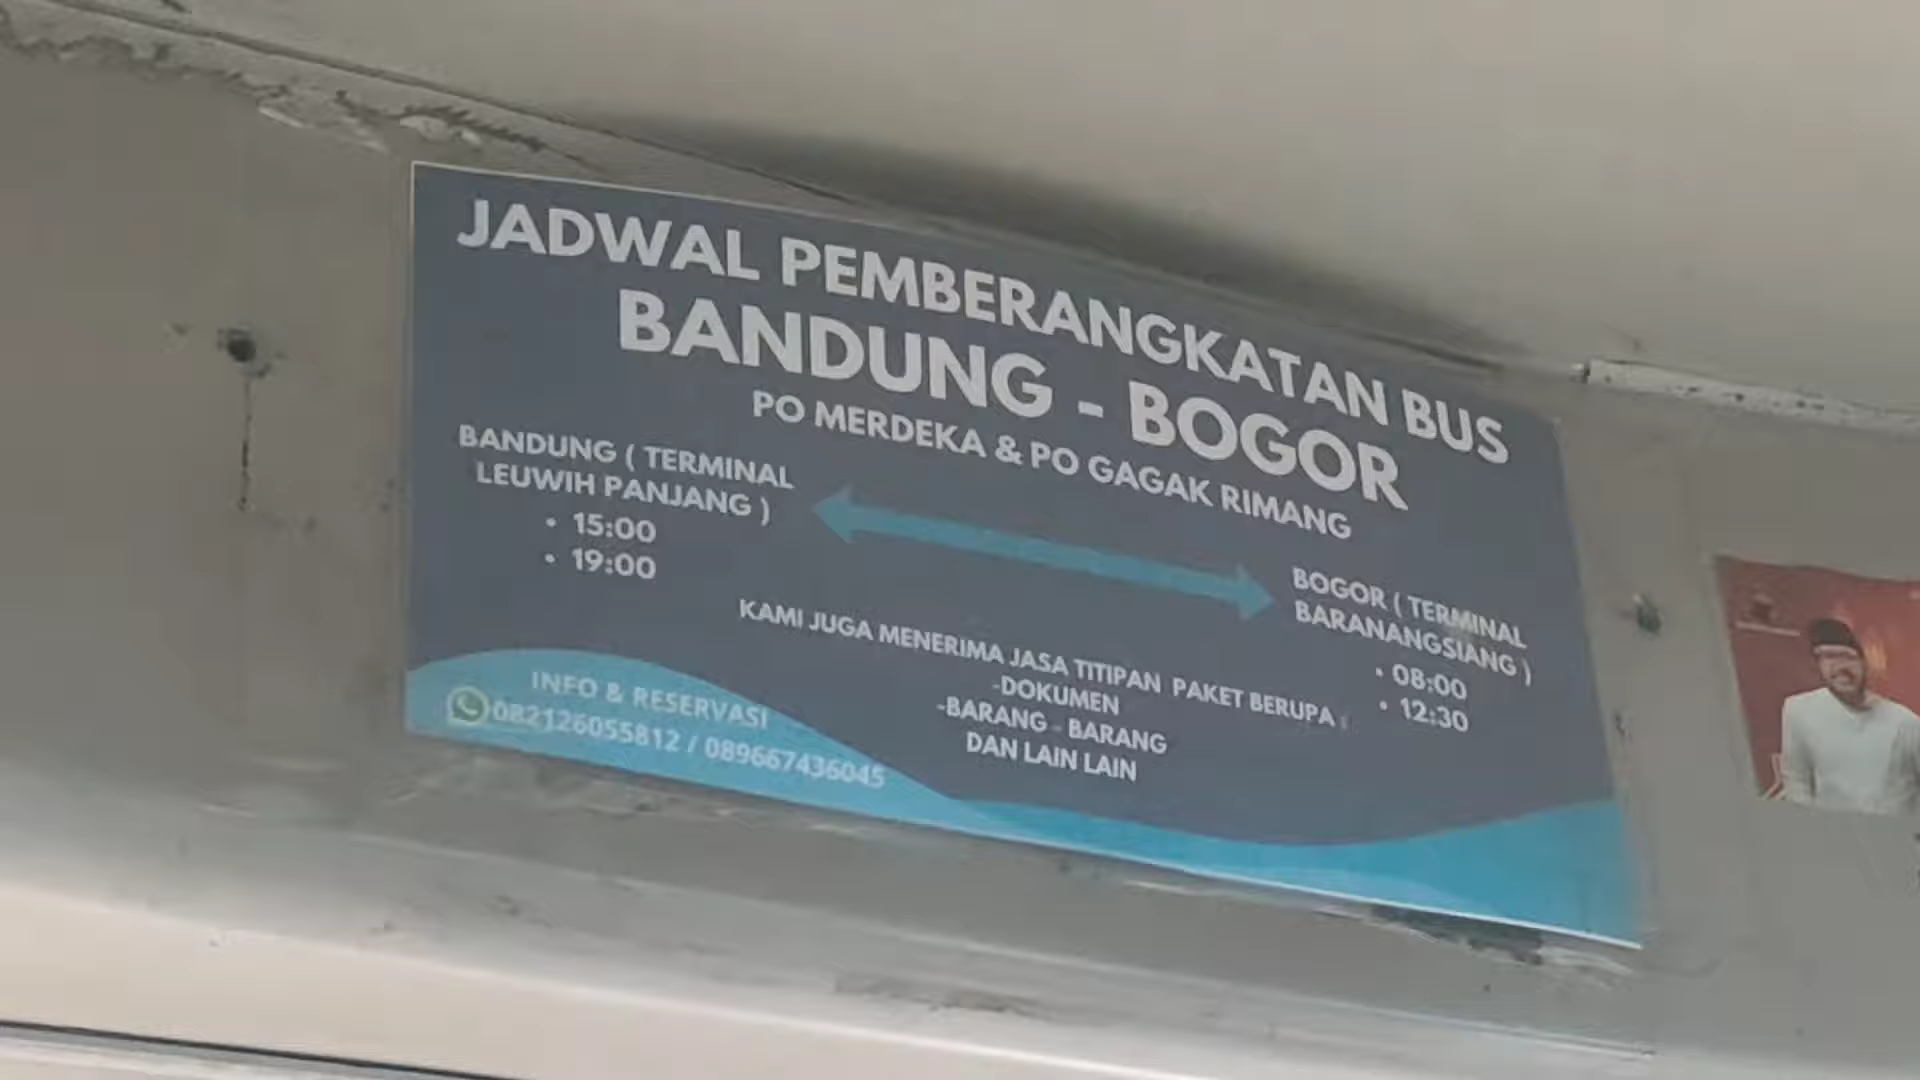 JADWAL PEMBERANGKATAN BUS
BANDUNG - BOGOR
PO MERDEKA & PO GAGAK RIMANG
BANDUNG ( TERMINAL
LEUWIH PANJANG )
• 15:00
• 19:00
BOGOR ( TERMINAL
BARANANGSIANG )
• 08:00
• 12:30
KAMI JUGA MENERIMA JASA TITIPAN PAKET BERUPA :
-DOKUMEN
-BARANG - BARANG
DAN LAIN LAIN
INFO & RESERVASI
082126055812 / 089667436045